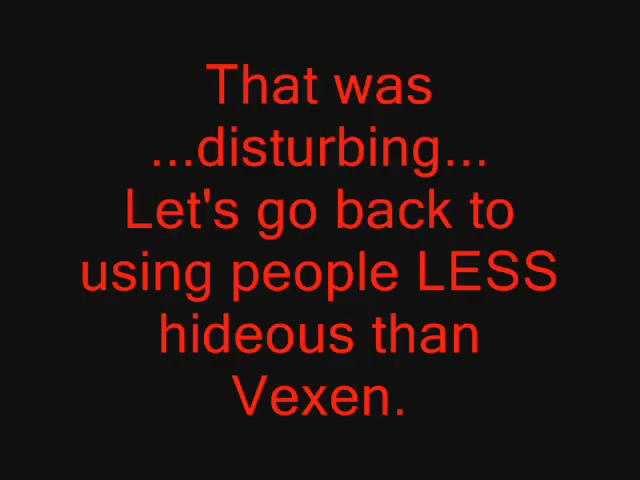 That was
...disturbing...
Let's go back to
using people LESS
hideous than
Vexen.